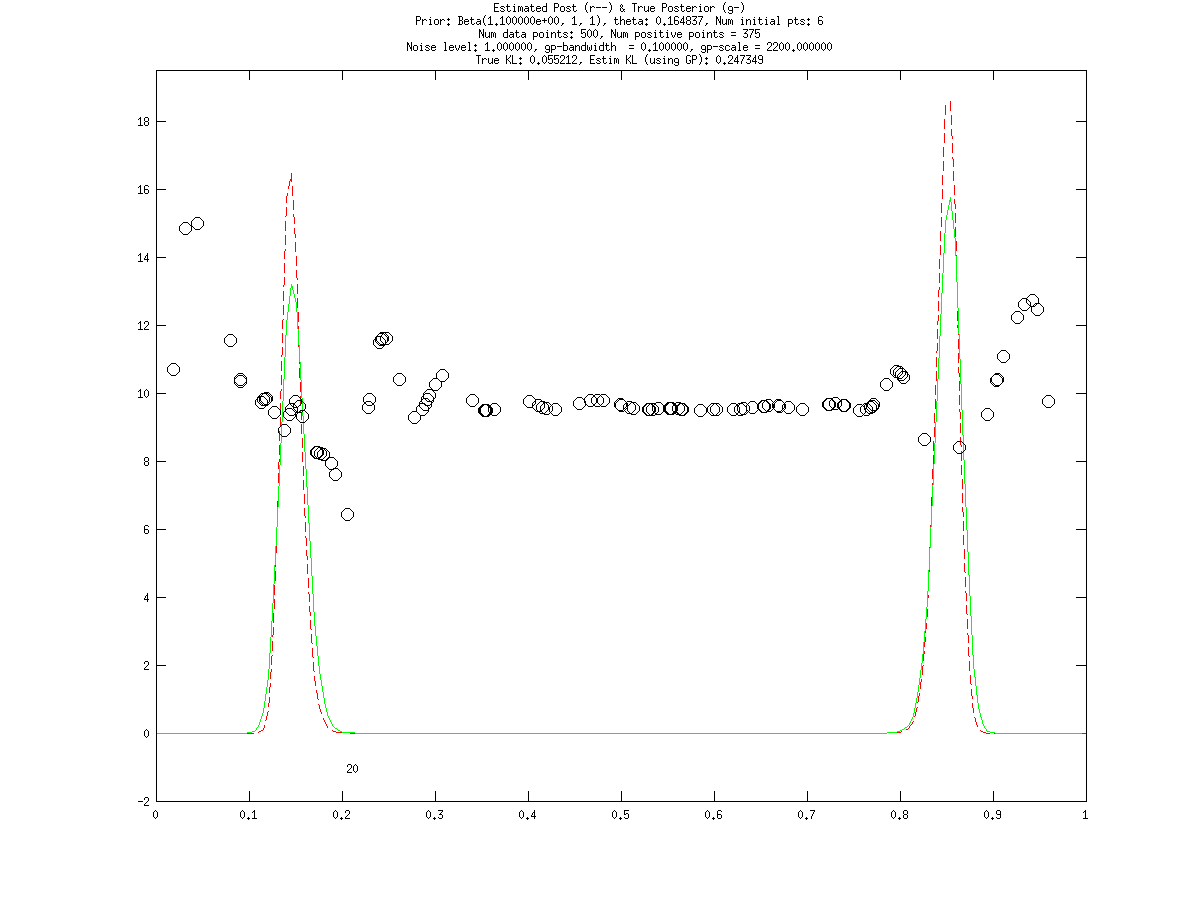 Estimated Post (r--) & True Posterior (g-)
Prior: Beta(1.100000e+00, 1, 1), theta: 0.164837, Num initial pts: 6
Num data points: 500, Num positive points = 375
Noise level: 1.000000, gp-bandwidth  = 0.100000, gp-scale = 2200.000000
True KL: 0.055212, Estim KL (using GP): 0.247349
18
16
14
12
10
8
6
4
2
0
20
-2
0 0.1 0.2 0.3 0.4 0.5 0.6 0.7 0.8 0.9 1